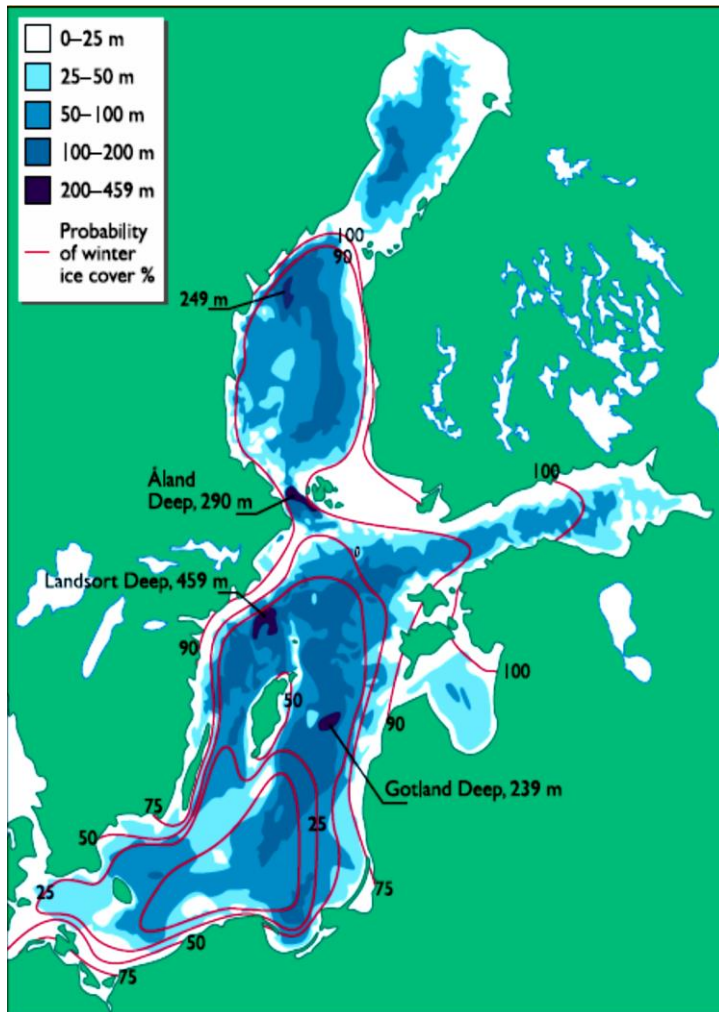 0–25 m
25–50 m
50–100 m
100–200 m
200–459 m
Probability
of winter
ice cover %
100
90
249 m
Åland
Deep, 290 m
100
Landsort Deep, 459 m
90
100
50
90
Gotland Deep, 239 m
75
50
25
75
25
50
75